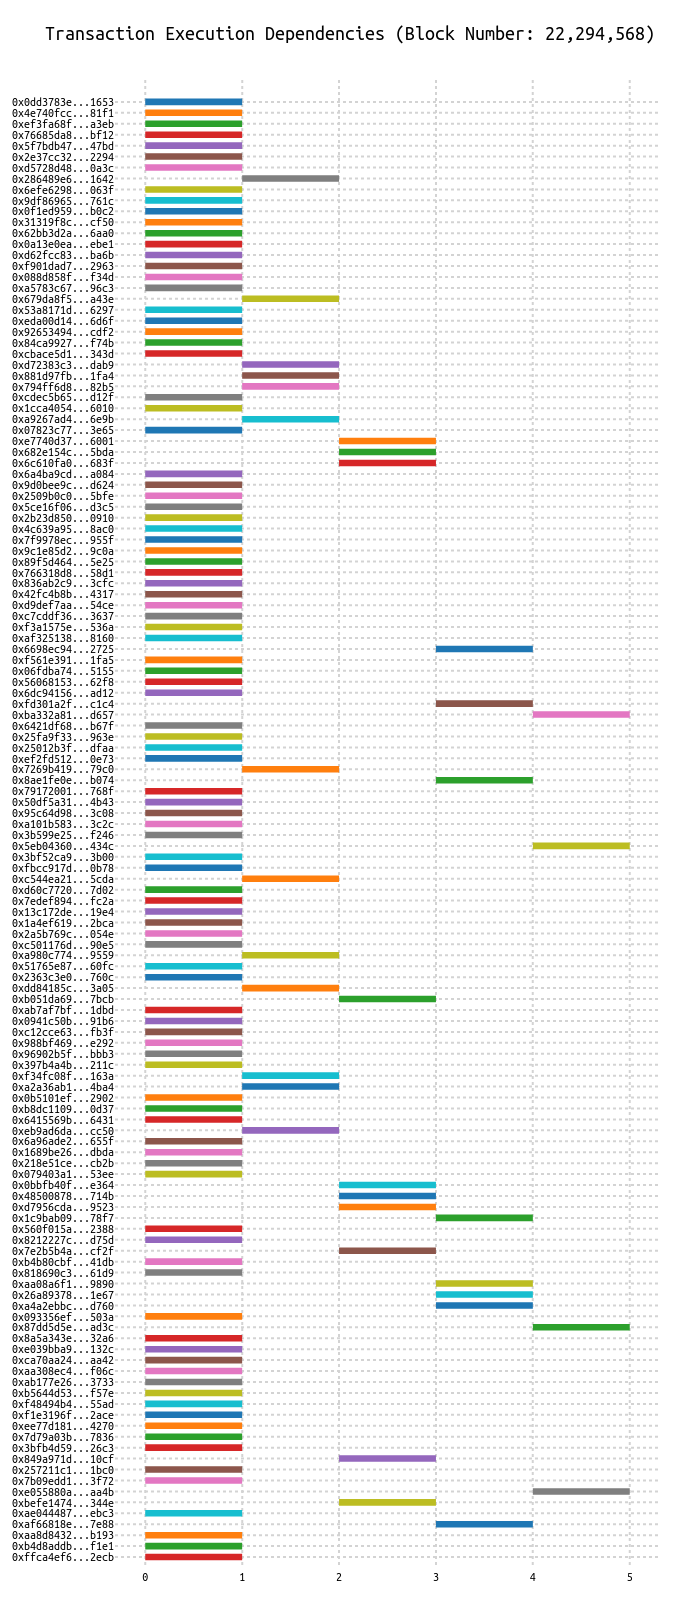 Transaction Execution Dependencies (Block Number: 22,294,568)
0x0dd3783e...1653
0x4e740fcc...81f1
0xef3fa68f...a3eb
0x76685da8...bf12
0x5f7bdb47...47bd
0x2e37cc32...2294
0xd5728d48...0a3c
0x286489e6...1642
0x6efe6298...063f
0x9df86965...761c
0x0f1ed959...b0c2
0x31319f8c...cf50
0x62bb3d2a...6aa0
0x0a13e0ea...ebe1
0xd62fcc83...ba6b
0xf901dad7...2963
0x088d858f...f34d
0xa5783c67...96c3
0x679da8f5...a43e
0x53a8171d...6297
0xeda00d14...6d6f
0x92653494...cdf2
0x84ca9927...f74b
0xcbace5d1...343d
0xd72383c3...dab9
0x881d97fb...1fa4
0x794ff6d8...82b5
0xcdec5b65...d12f
0x1cca4054...6010
0xa9267ad4...6e9b
0x07823c77...3e65
0xe7740d37...6001
0x682e154c...5bda
0x6c610fa0...683f
0x6a4ba9cd...a084
0x9d0bee9c...d624
0x2509b0c0...5bfe
0x5ce16f06...d3c5
0x2b23d850...0910
0x4c639a95...8ac0
0x7f9978ec...955f
0x9c1e85d2...9c0a
0x89f5d464...5e25
0x766318d8...58d1
0x836ab2c9...3cfc
0x42fc4b8b...4317
0xd9def7aa...54ce
0xc7cddf36...3637
0xf3a1575e...536a
0xaf325138...8160
0x6698ec94...2725
0xf561e391...1fa5
0x06fdba74...5155
0x56068153...62f8
0x6dc94156...ad12
0xfd301a2f...c1c4
0xba332a81...d657
0x6421df68...b67f
0x25fa9f33...963e
0x25012b3f...dfaa
0xef2fd512...0e73
0x7269b419...79c0
0x8ae1fe0e...b074
0x79172001...768f
0x50df5a31...4b43
0x95c64d98...3c08
0xa101b583...3c2c
0x3b599e25...f246
0x5eb04360...434c
0x3bf52ca9...3b00
0xfbcc917d...0b78
0xc544ea21...5cda
0xd60c7720...7d02
0x7edef894...fc2a
0x13c172de...19e4
0x1a4ef619...2bca
0x2a5b769c...054e
0xc501176d...90e5
0xa980c774...9559
0x51765e87...60fc
0x2363c3e0...760c
0xdd84185c...3a05
0xb051da69...7bcb
0xab7af7bf...1dbd
0x0941c50b...91b6
0xc12cce63...fb3f
0x988bf469...e292
0x96902b5f...bbb3
0x397b4a4b...211c
0xf34fc08f...163a
0xa2a36ab1...4ba4
0x0b5101ef...2902
0xb8dc1109...0d37
0x6415569b...6431
0xeb9ad6da...cc50
0x6a96ade2...655f
0x1689be26...dbda
0x218e51ce...cb2b
0x079403a1...53ee
0x0bbfb40f...e364
0x48500878...714b
0xd7956cda...9523
0x1c9bab09...78f7
0x560f015a...2388
0x8212227c...d75d
0x7e2b5b4a...cf2f
0xb4b80cbf...41db
0x818690c3...61d9
0xaa08a6f1...9890
0x26a89378...1e67
0xa4a2ebbc...d760
0x093356ef...503a
0x87dd5d5e...ad3c
0x8a5a343e...32a6
0xe039bba9...132c
0xca70aa24...aa42
0xaa308ec4...f06c
0xab177e26...3733
0xb5644d53...f57e
0xf48494b4...55ad
0xf1e3196f...2ace
0xee77d181...4270
0x7d79a03b...7836
0x3bfb4d59...26c3
0x849a971d...10cf
0x257211c1...1bc0
0x7b09edd1...3f72
0xe055880a...aa4b
0xbefe1474...344e
0xae044487...ebc3
0xaf66818e...7e88
0xaa8d8432...b193
0xb4d8addb...f1e1
0xffca4ef6...2ecb
0 1 2 3 4 5